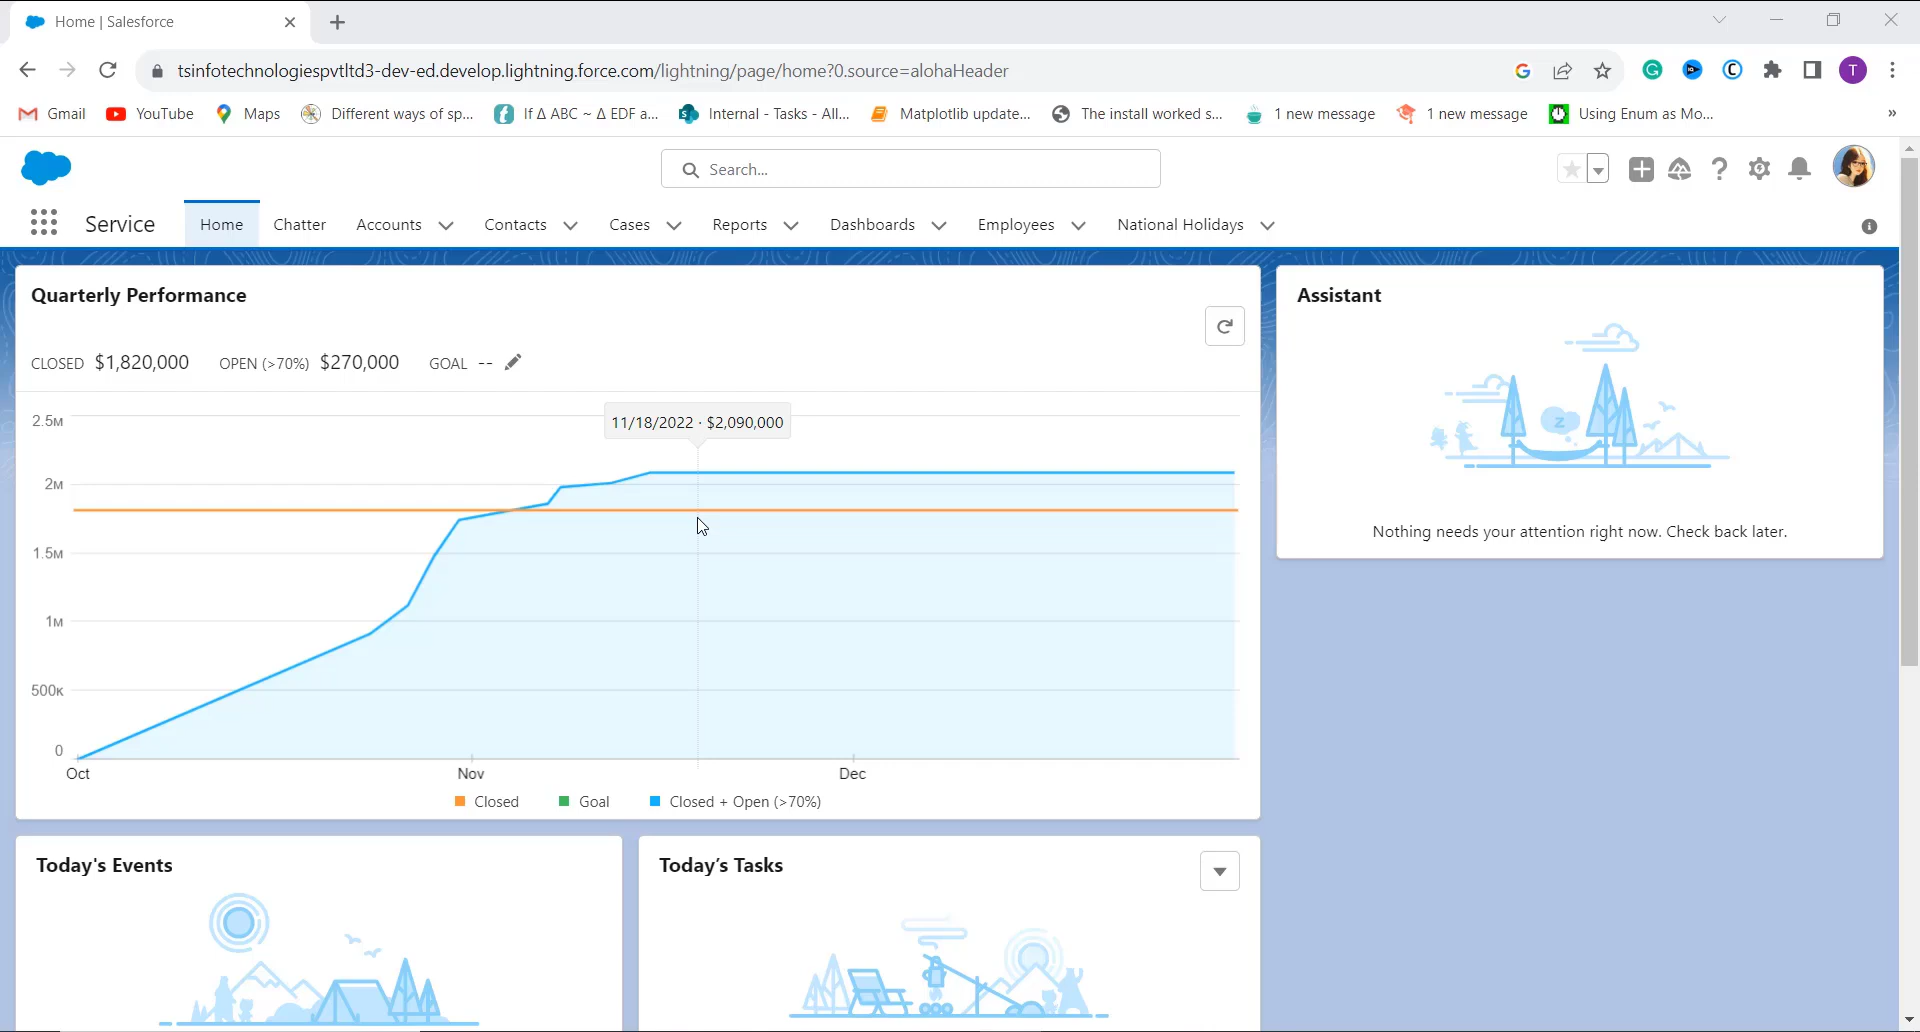 Home | Salesforce
tsinfotechnologiespvtltd3-dev-ed.develop.lightning.force.com/lightning/page/home?0.source=alohaHeader
T
Gmail YouTube Maps Different ways of sp... If Δ ABC ~ Δ EDF a... Internal - Tasks - All... Matplotlib update... The install worked s... 1 new message 1 new message Using Enum as Mo... »
Search...
Service Home Chatter Accounts Contacts Cases Reports Dashboards Employees National Holidays
Quarterly Performance
CLOSED $1,820,000 OPEN (>70%) $270,000 GOAL --
11/18/2022 · $2,090,000
2.5M
2M
1.5M
1M
500K
0
Oct Nov Dec
Closed Goal Closed + Open (>70%)
Assistant
Z
Nothing needs your attention right now. Check back later.
Today's Events
Today’s Tasks